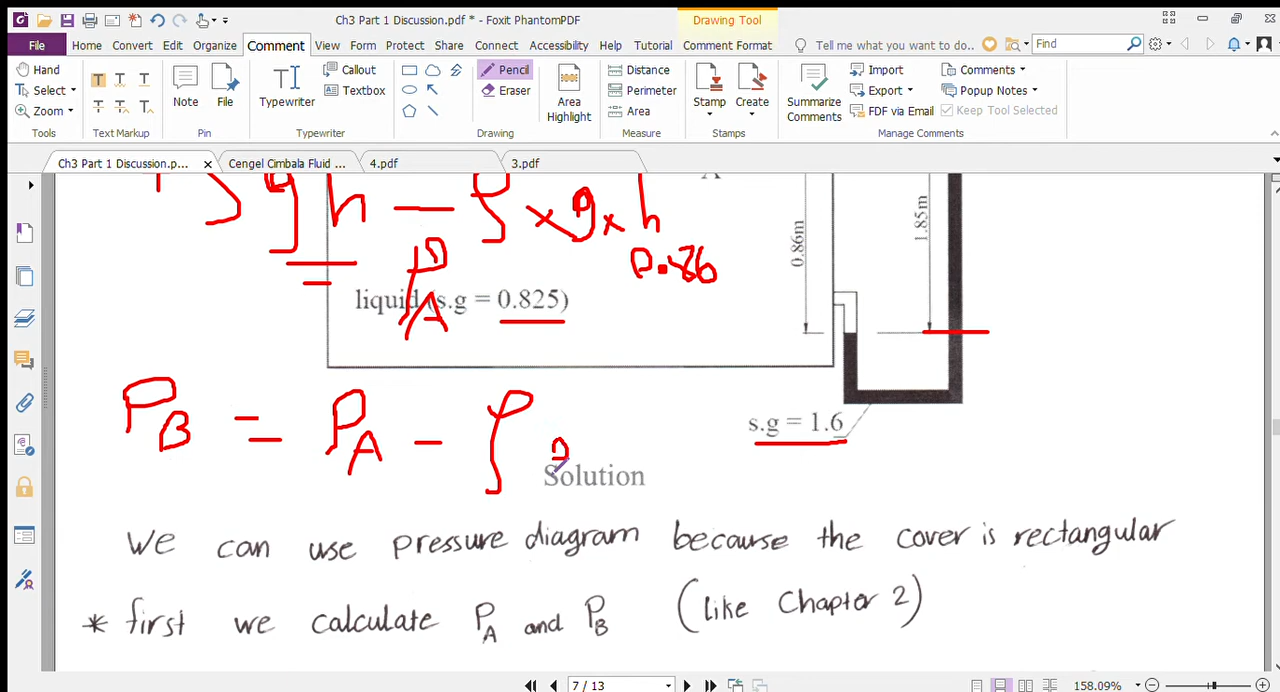 Ch3 Part 1 Discussion.pdf * - Foxit PhantomPDF
Drawing Tool
File Home Convert Edit Organize Comment View Form Protect Share Connect Accessibility Help Tutorial Comment Format Tell me what you want to do.. Find
Hand
Select
Zoom
Tools
Text Markup
Note
File
Pin
Typewriter
Callout
Textbox
Typewriter
Pencil
Eraser
Drawing
Area Highlight
Distance
Perimeter
Area
Measure
Stamp
Create
Stamps
Summarize Comments
Import
Export
FDF via Email
Comments
Popup Notes
Keep Tool Selected
Manage Comments
Ch3 Part 1 Discussion.p... × Cengel Cimbala Fluid ... 4.pdf 3.pdf
g h - ρ × g × h
0.86
P A
0.86m
1.85m
liquid (s.g = 0.825)
s.g = 1.6
P B = P A - ρ
Solution
We can use pressure diagram because the cover is rectangular
* first we calculate P A and P B (like Chapter 2)
7 / 13
158.09%